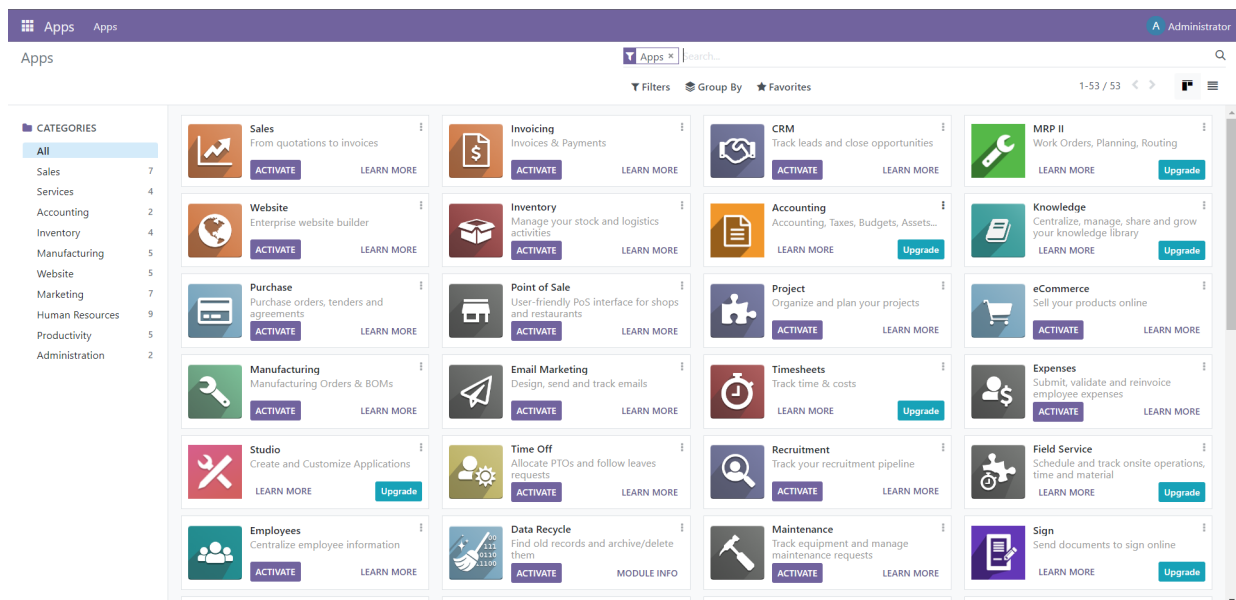 Apps Apps A Administrator
Apps
Apps × Search...
Filters Group By Favorites 1-53 / 53
CATEGORIES
All
Sales 7
Services 4
Accounting 2
Inventory 4
Manufacturing 5
Website 5
Marketing 7
Human Resources 9
Productivity 5
Administration 2
Sales
From quotations to invoices
ACTIVATE LEARN MORE
Invoicing
Invoices & Payments
ACTIVATE LEARN MORE
CRM
Track leads and close opportunities
ACTIVATE LEARN MORE
MRP II
Work Orders, Planning, Routing
LEARN MORE Upgrade
Website
Enterprise website builder
ACTIVATE LEARN MORE
Inventory
Manage your stock and logistics
activities
ACTIVATE LEARN MORE
Accounting
Accounting, Taxes, Budgets, Assets...
LEARN MORE Upgrade
Knowledge
Centralize, manage, share and grow
your knowledge library
LEARN MORE Upgrade
Purchase
Purchase orders, tenders and
agreements
ACTIVATE LEARN MORE
Point of Sale
User-friendly PoS interface for shops
and restaurants
ACTIVATE LEARN MORE
Project
Organize and plan your projects
ACTIVATE LEARN MORE
eCommerce
Sell your products online
ACTIVATE LEARN MORE
Manufacturing
Manufacturing Orders & BOMs
ACTIVATE LEARN MORE
Email Marketing
Design, send and track emails
ACTIVATE LEARN MORE
Timesheets
Track time & costs
LEARN MORE Upgrade
Expenses
Submit, validate and reinvoice
employee expenses
ACTIVATE LEARN MORE
Studio
Create and Customize Applications
LEARN MORE Upgrade
Time Off
Allocate PTOs and follow leaves
requests
ACTIVATE LEARN MORE
Recruitment
Track your recruitment pipeline
ACTIVATE LEARN MORE
Field Service
Schedule and track onsite operations,
time and material
LEARN MORE Upgrade
Employees
Centralize employee information
ACTIVATE LEARN MORE
Data Recycle
Find old records and archive/delete
them
ACTIVATE MODULE INFO
Maintenance
Track equipment and manage
maintenance requests
ACTIVATE LEARN MORE
Sign
Send documents to sign online
LEARN MORE Upgrade